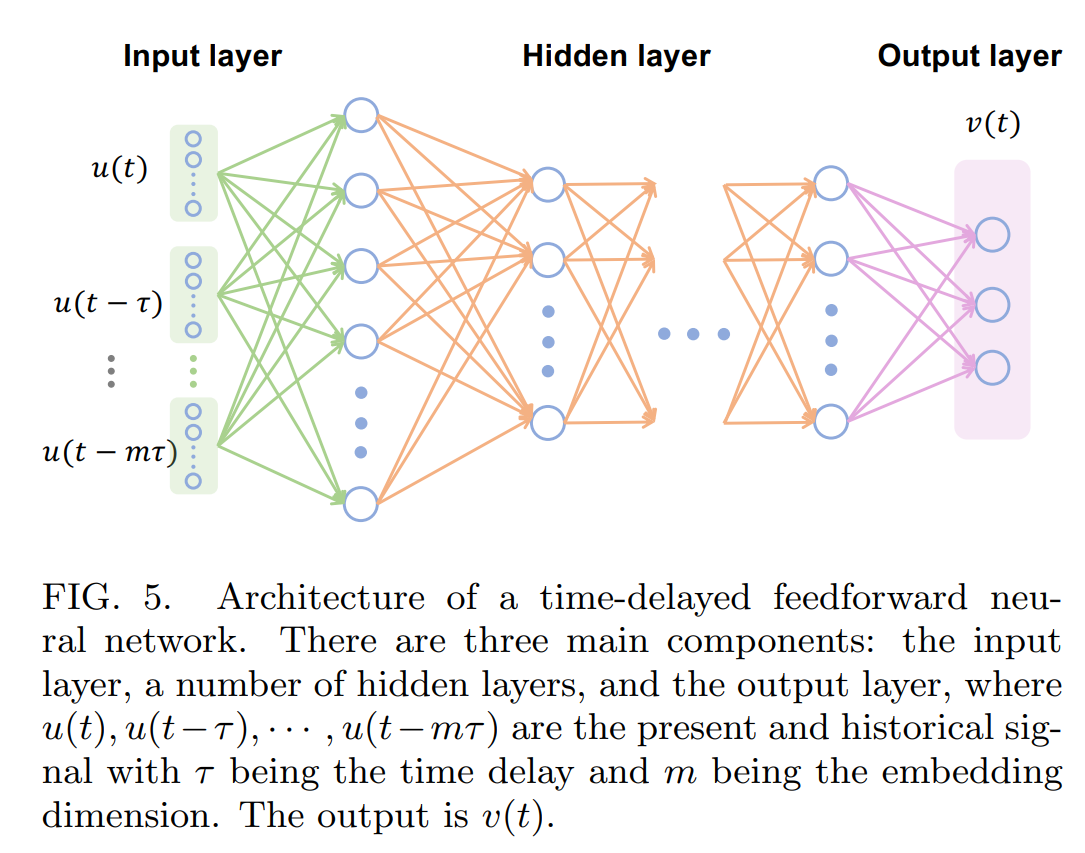 Input layer
Hidden layer
Output layer
v(t)
u(t)
u(t − τ)
u(t − mτ)
FIG. 5. Architecture of a time-delayed feedforward neu-
ral network. There are three main components: the input
layer, a number of hidden layers, and the output layer, where
u(t), u(t−τ), ⋯ , u(t−mτ) are the present and historical sig-
nal with τ being the time delay and m being the embedding
dimension. The output is v(t).